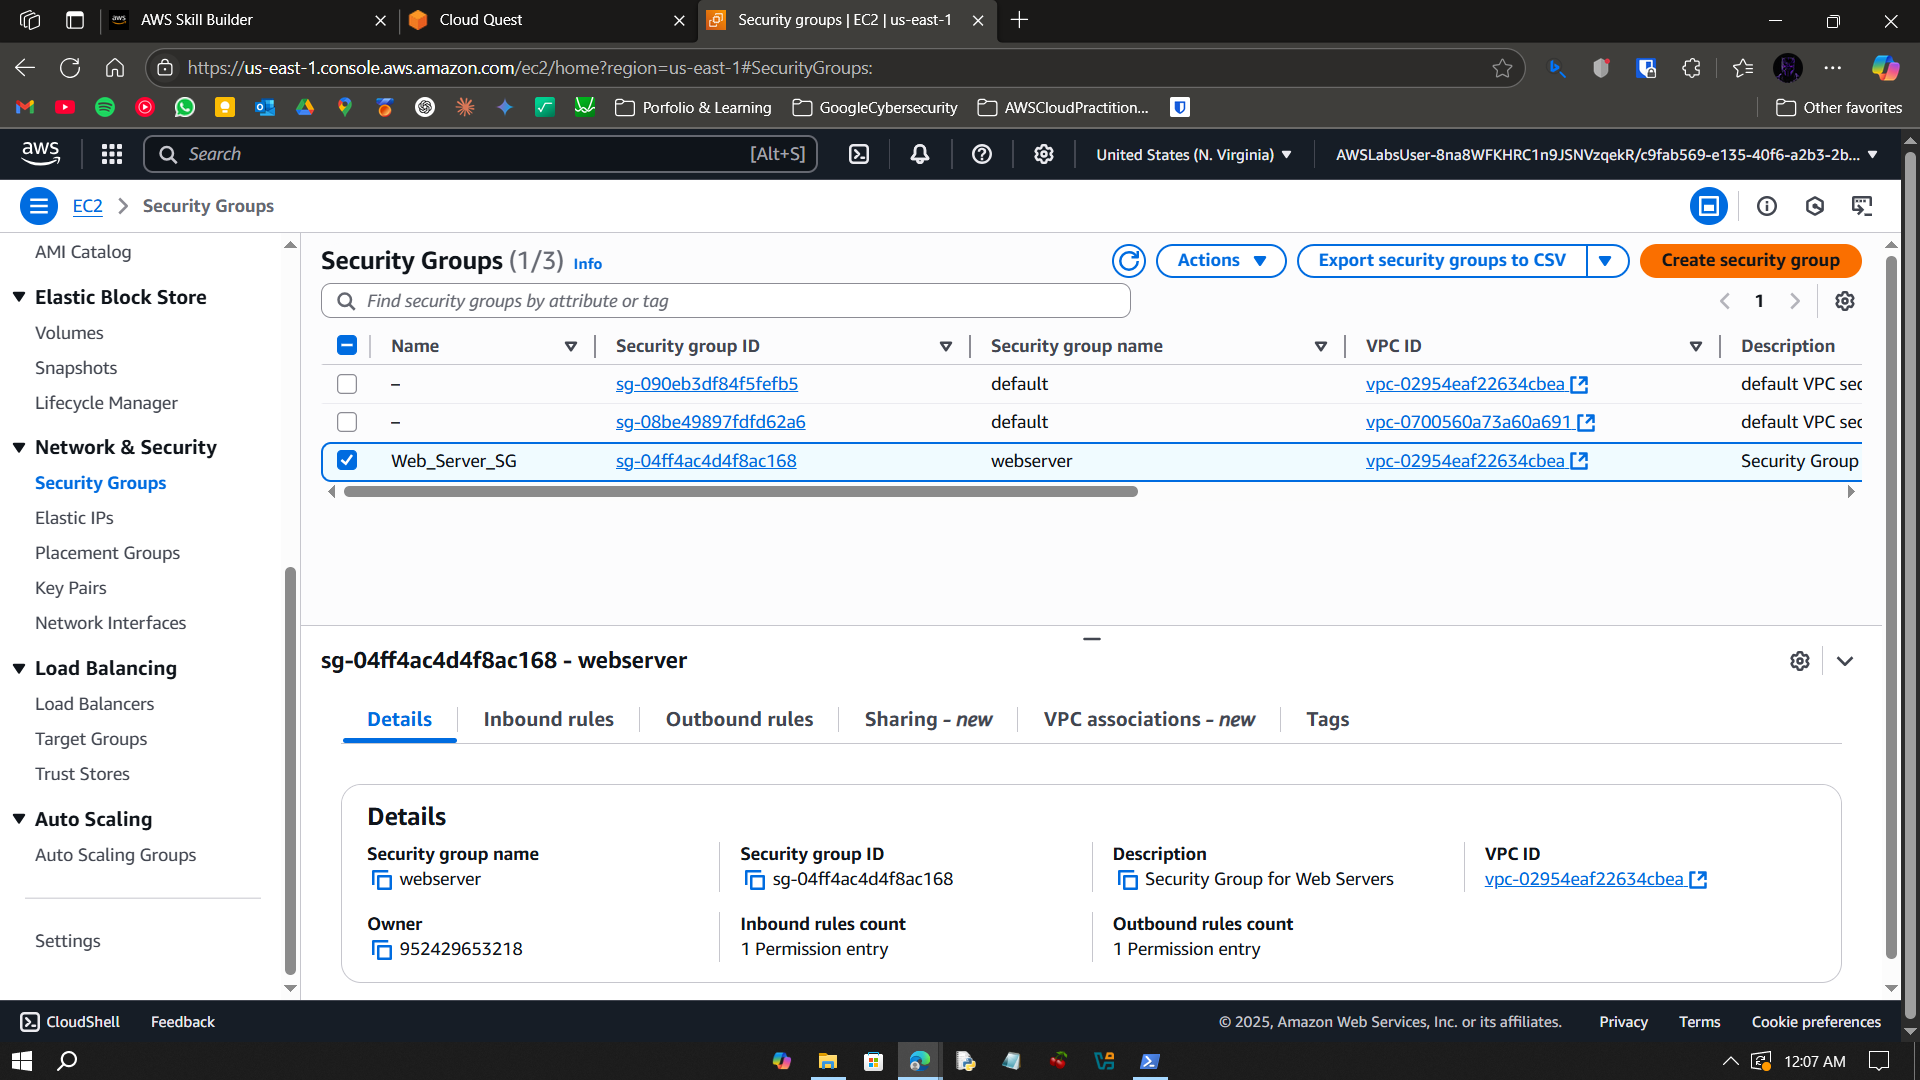 AWS Skill Builder
Cloud Quest
Security groups | EC2 | us-east-1
https://us-east-1.console.aws.amazon.com/ec2/home?region=us-east-1#SecurityGroups:
Porfolio & Learning
GoogleCybersecurity
AWSCloudPractition...
Other favorites
aws
Search
[Alt+S]
United States (N. Virginia)
AWSLabsUser-8na8WFKHRC1n9JSNVzqekR/c9fab569-e135-40f6-a2b3-2b...
EC2
Security Groups
AMI Catalog
Elastic Block Store
Volumes
Snapshots
Lifecycle Manager
Network & Security
Security Groups
Elastic IPs
Placement Groups
Key Pairs
Network Interfaces
Load Balancing
Load Balancers
Target Groups
Trust Stores
Auto Scaling
Auto Scaling Groups
Settings
Security Groups (1/3) Info
Actions
Export security groups to CSV
Create security group
Find security groups by attribute or tag
1
Name Security group ID Security group name VPC ID Description
– sg-090eb3df84f5fefb5 default vpc-02954eaf22634cbea default VPC sec
– sg-08be49897fdfd62a6 default vpc-0700560a73a60a691 default VPC sec
Web_Server_SG sg-04ff4ac4d4f8ac168 webserver vpc-02954eaf22634cbea Security Group
sg-04ff4ac4d4f8ac168 - webserver
Details
Inbound rules
Outbound rules
Sharing - new
VPC associations - new
Tags
Details
Security group name
webserver
Security group ID
sg-04ff4ac4d4f8ac168
Description
Security Group for Web Servers
VPC ID
vpc-02954eaf22634cbea
Owner
952429653218
Inbound rules count
1 Permission entry
Outbound rules count
1 Permission entry
CloudShell
Feedback
© 2025, Amazon Web Services, Inc. or its affiliates.
Privacy
Terms
Cookie preferences
12:07 AM